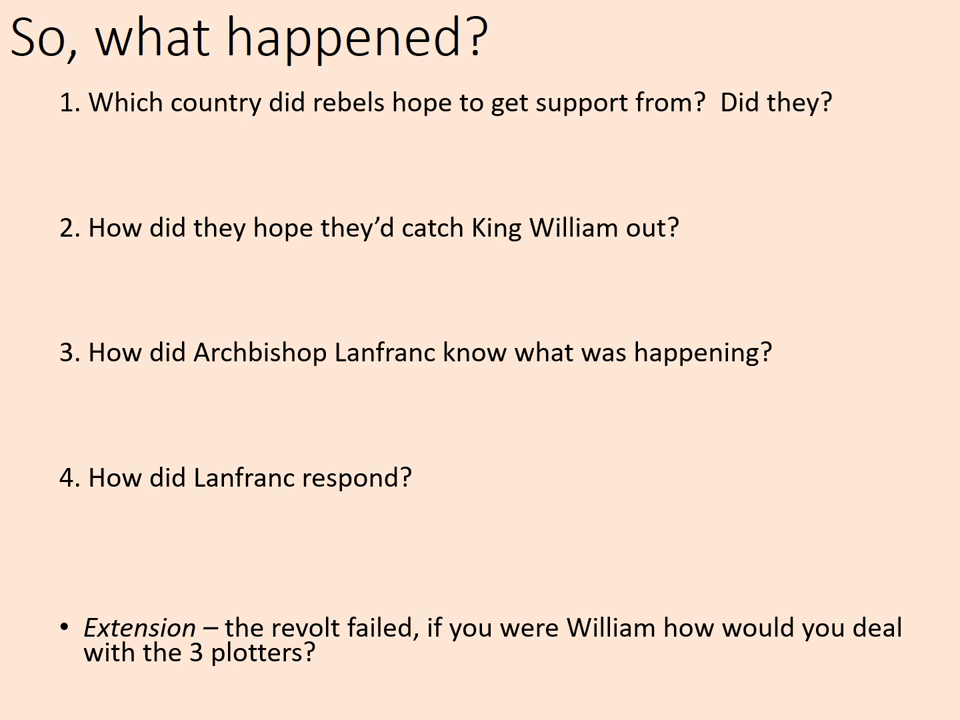 So, what happened?
1. Which country did rebels hope to get support from?  Did they?
2. How did they hope they’d catch King William out?
3. How did Archbishop Lanfranc know what was happening?
4. How did Lanfranc respond?
• Extension – the revolt failed, if you were William how would you deal
with the 3 plotters?